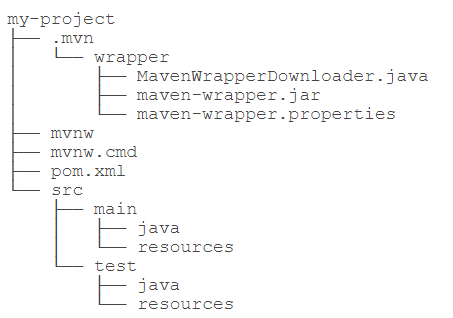 my-project
.mvn
wrapper
MavenWrapperDownloader.java
maven-wrapper.jar
maven-wrapper.properties
mvnw
mvnw.cmd
pom.xml
src
main
java
resources
test
java
resources